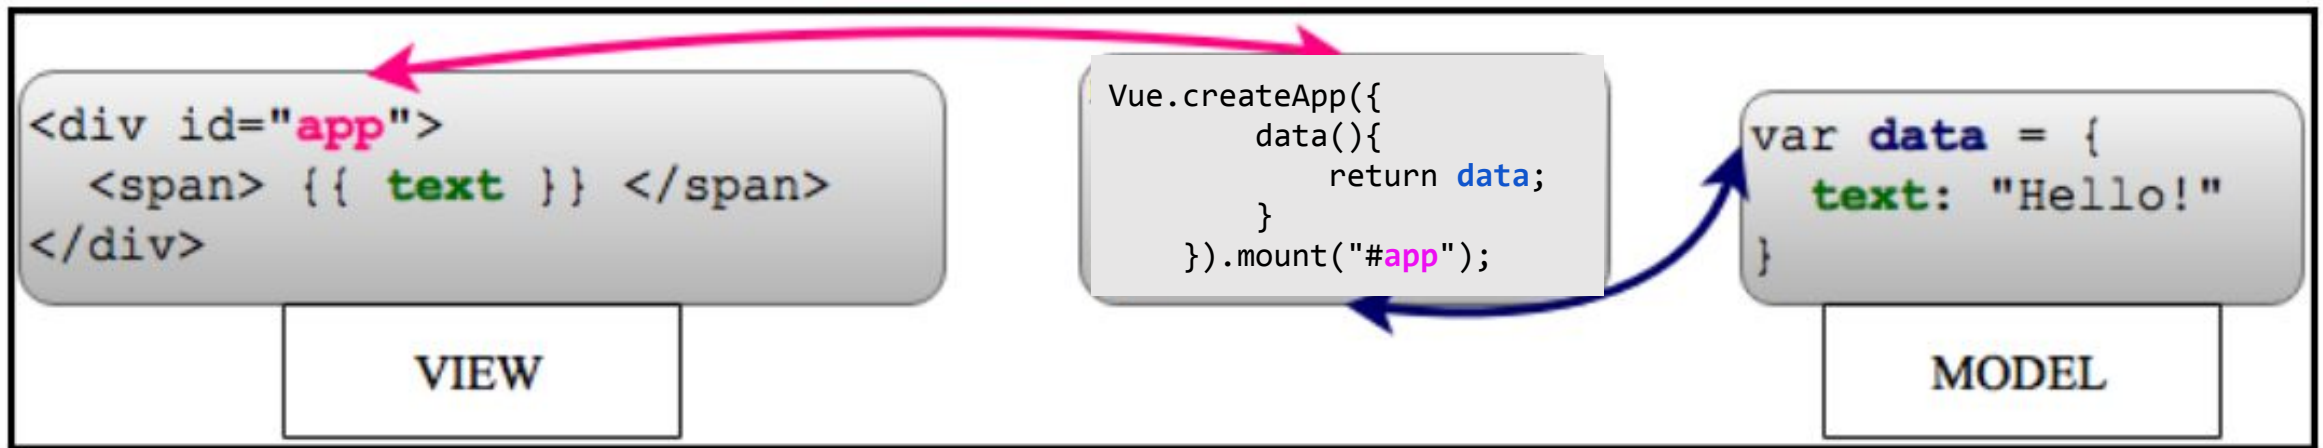 <div id="app">
<span> {{ text }} </span>
</div>
VIEW
Vue.createApp({
data(){
return data;
}
}).mount("#app");
var data = {
text: "Hello!"
}
MODEL